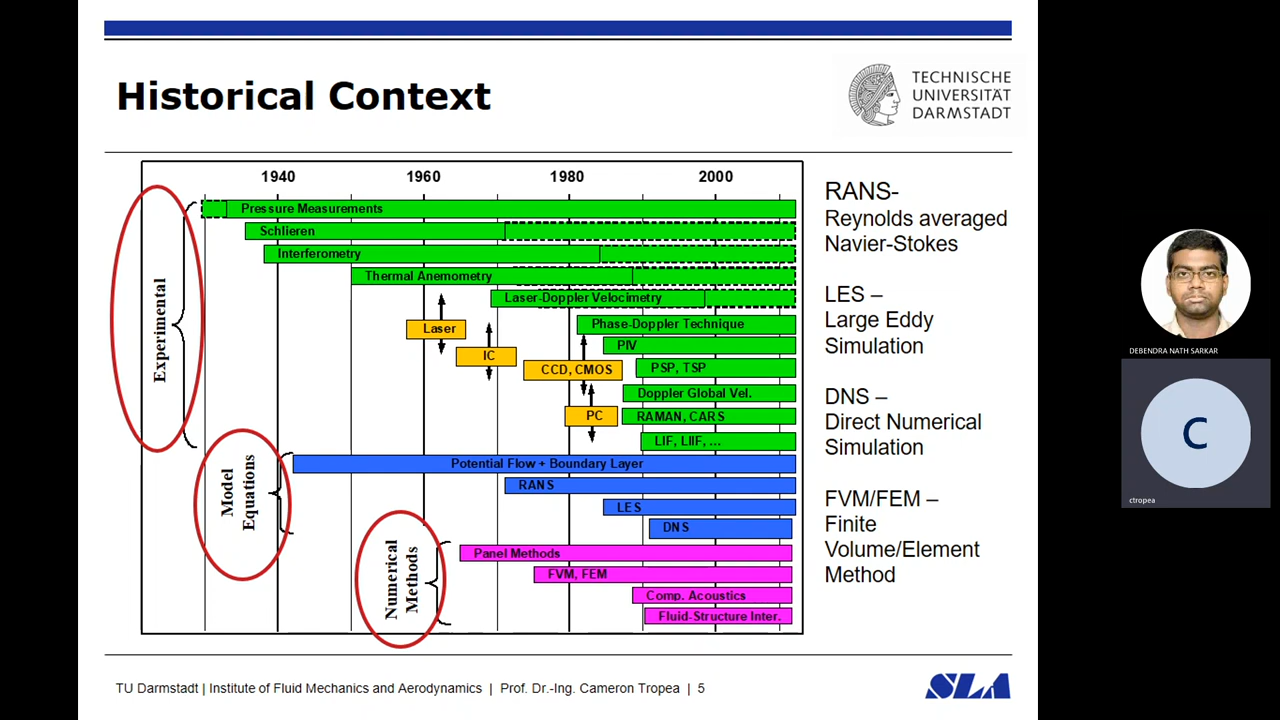 Historical Context
TECHNISCHE
UNIVERSITÄT
DARMSTADT
1940 1960 1980 2000
Pressure Measurements
Schlieren
Interferometry
Thermal Anemometry
Laser-Doppler Velocimetry
Laser
Phase-Doppler Technique
PIV
IC
CCD, CMOS
PSP, TSP
Doppler Global Vel.
PC
RAMAN, CARS
LIF, LIIF, ...
Experimental
Potential Flow + Boundary Layer
RANS
LES
DNS
Model
Equations
Panel Methods
FVM, FEM
Comp. Acoustics
Fluid-Structure Inter.
Numerical
Methods
RANS-
Reynolds averaged
Navier-Stokes
LES –
Large Eddy
Simulation
DNS –
Direct Numerical
Simulation
FVM/FEM –
Finite
Volume/Element
Method
TU Darmstadt | Institute of Fluid Mechanics and Aerodynamics | Prof. Dr.-Ing. Cameron Tropea | 5
SLA
DEBENDRA NATH SARKAR
C
ctropea